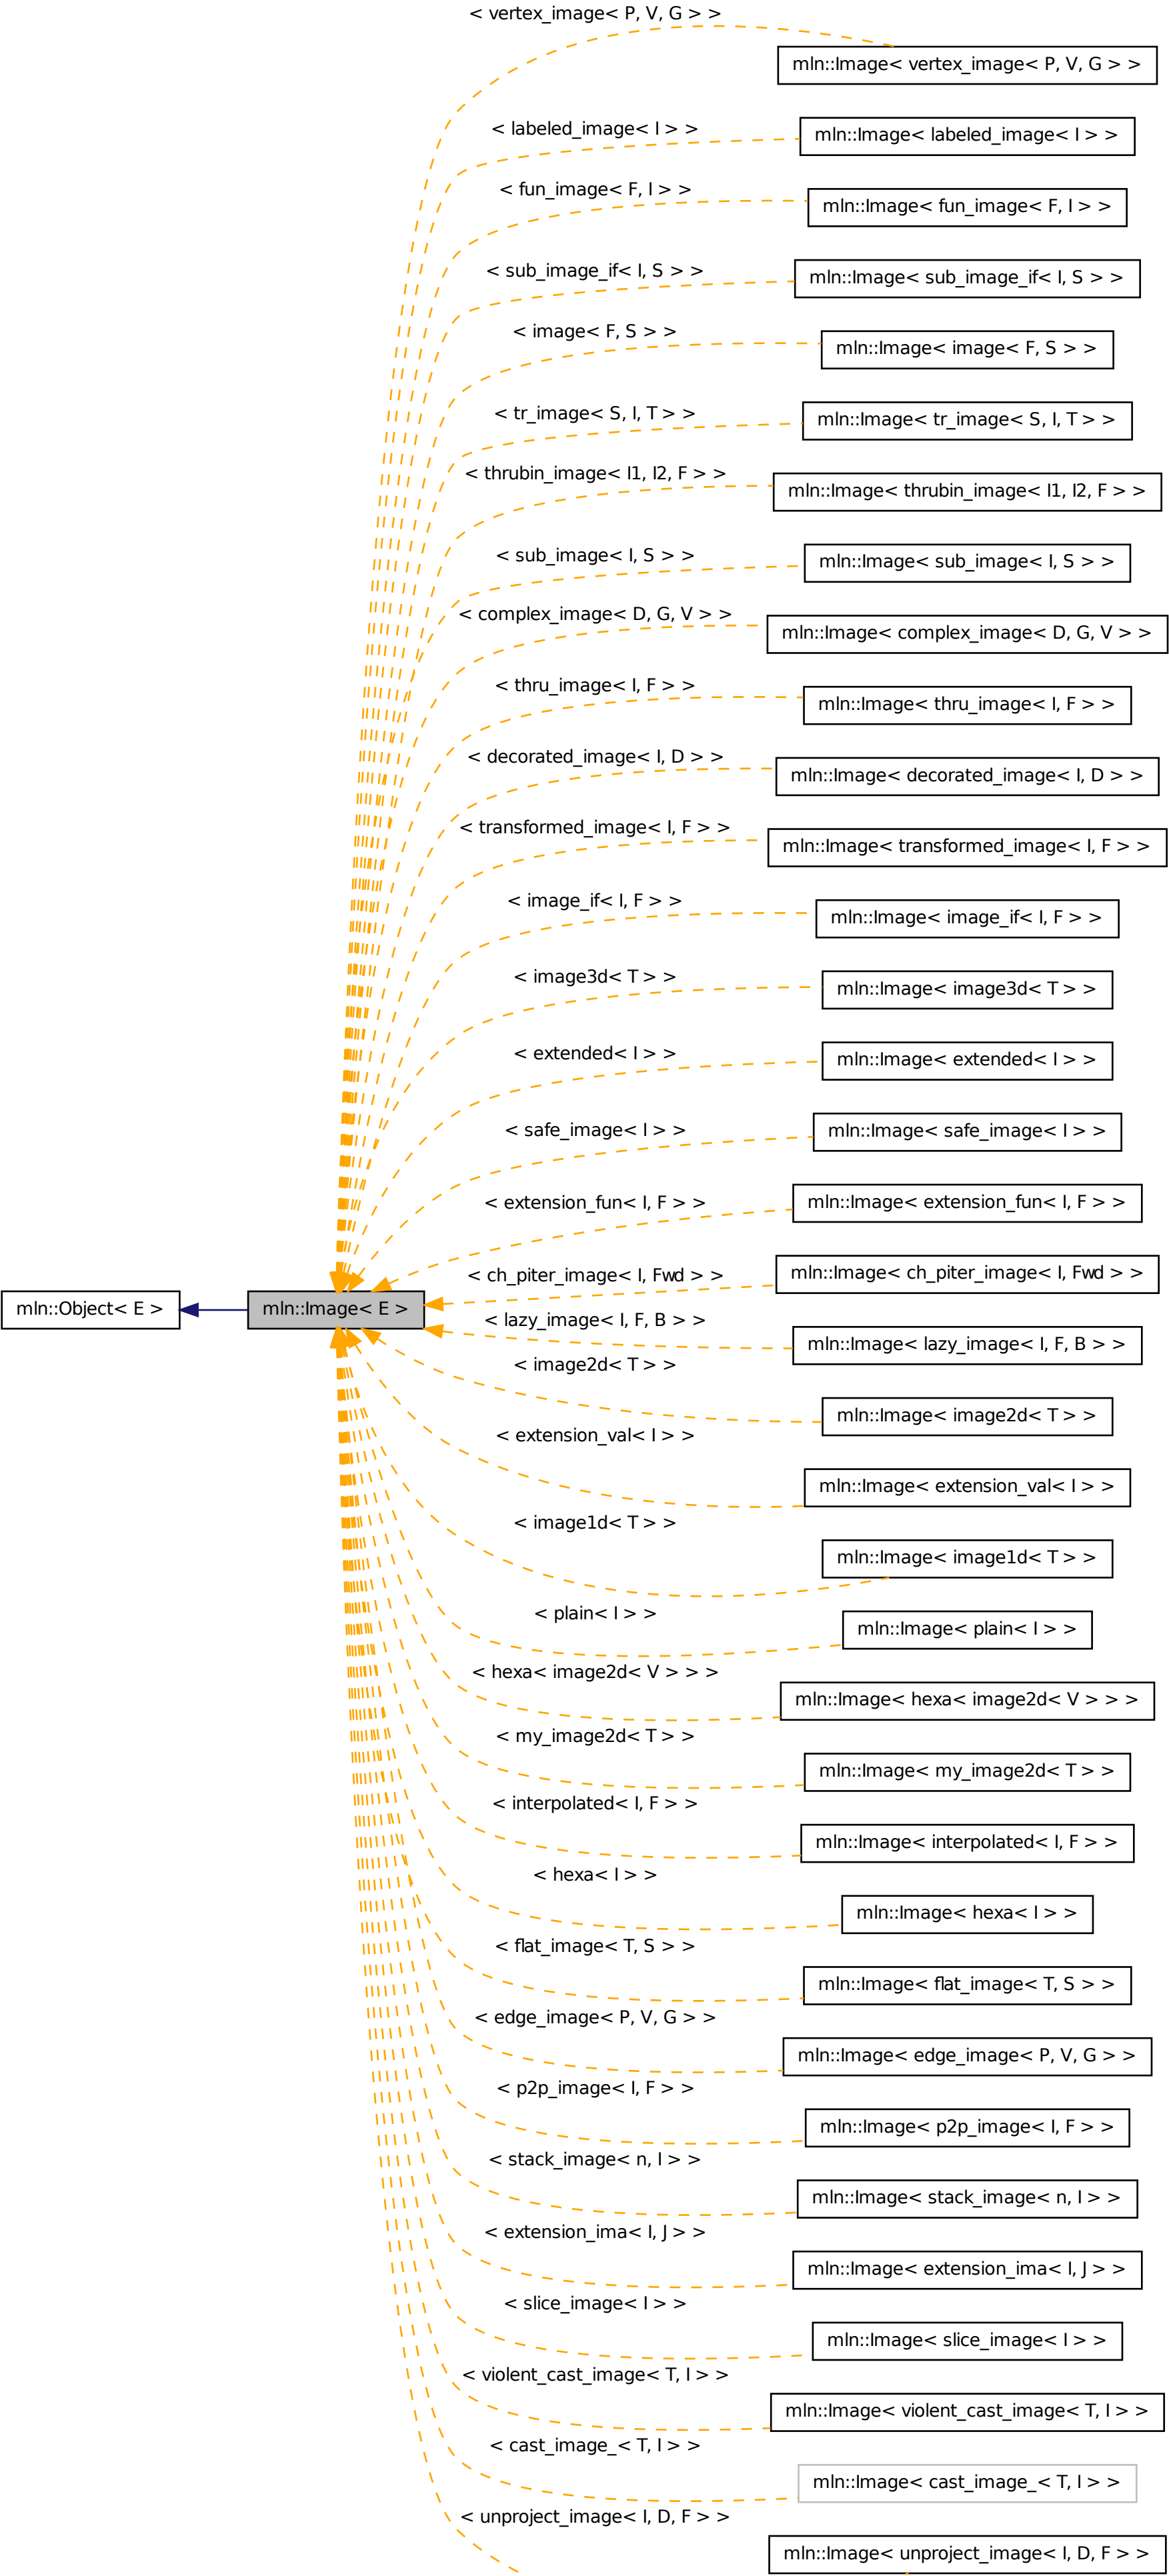 < vertex_image< P, V, G > >
mln::Image< vertex_image< P, V, G > >
< labeled_image< I > >
mln::Image< labeled_image< I > >
< fun_image< F, I > >
mln::Image< fun_image< F, I > >
< sub_image_if< I, S > >
mln::Image< sub_image_if< I, S > >
< image< F, S > >
mln::Image< image< F, S > >
< tr_image< S, I, T > >
mln::Image< tr_image< S, I, T > >
< thrubin_image< I1, I2, F > >
mln::Image< thrubin_image< I1, I2, F > >
< sub_image< I, S > >
mln::Image< sub_image< I, S > >
< complex_image< D, G, V > >
mln::Image< complex_image< D, G, V > >
< thru_image< I, F > >
mln::Image< thru_image< I, F > >
< decorated_image< I, D > >
mln::Image< decorated_image< I, D > >
< transformed_image< I, F > >
mln::Image< transformed_image< I, F > >
< image_if< I, F > >
mln::Image< image_if< I, F > >
< image3d< T > >
mln::Image< image3d< T > >
< extended< I > >
mln::Image< extended< I > >
< safe_image< I > >
mln::Image< safe_image< I > >
< extension_fun< I, F > >
mln::Image< extension_fun< I, F > >
< ch_piter_image< I, Fwd > >
mln::Image< ch_piter_image< I, Fwd > >
mln::Object< E >
mln::Image< E >
< lazy_image< I, F, B > >
mln::Image< lazy_image< I, F, B > >
< image2d< T > >
mln::Image< image2d< T > >
< extension_val< I > >
mln::Image< extension_val< I > >
< image1d< T > >
mln::Image< image1d< T > >
< plain< I > >
mln::Image< plain< I > >
< hexa< image2d< V > > >
mln::Image< hexa< image2d< V > > >
< my_image2d< T > >
mln::Image< my_image2d< T > >
< interpolated< I, F > >
mln::Image< interpolated< I, F > >
< hexa< I > >
mln::Image< hexa< I > >
< flat_image< T, S > >
mln::Image< flat_image< T, S > >
< edge_image< P, V, G > >
mln::Image< edge_image< P, V, G > >
< p2p_image< I, F > >
mln::Image< p2p_image< I, F > >
< stack_image< n, I > >
mln::Image< stack_image< n, I > >
< extension_ima< I, J > >
mln::Image< extension_ima< I, J > >
< slice_image< I > >
mln::Image< slice_image< I > >
< violent_cast_image< T, I > >
mln::Image< violent_cast_image< T, I > >
< cast_image_< T, I > >
mln::Image< cast_image_< T, I > >
< unproject_image< I, D, F > >
mln::Image< unproject_image< I, D, F > >